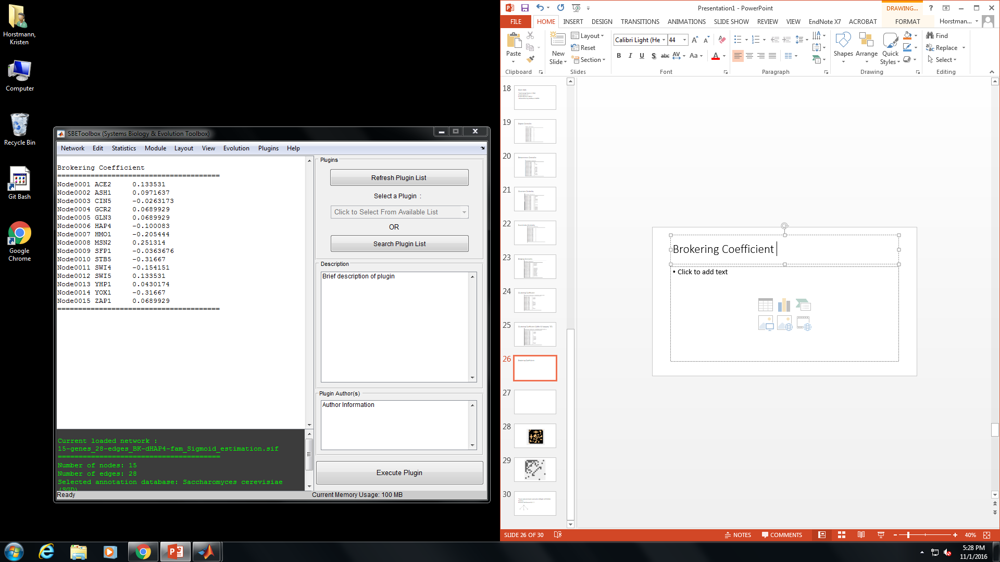 Horstmann,
Kristen
Computer
Recycle Bin
Git Bash
Google
Chrome
SBEToolbox (Systems Biology & Evolution Toolbox)
Network Edit Statistics Module Layout View Evolution Plugins Help
Brokering Coefficient
=======================================
Node0001 ACE2 0.133531
Node0002 ASH1 0.0971637
Node0003 CIN5 -0.0263173
Node0004 GCR2 0.0689929
Node0005 GLN3 0.0689929
Node0006 HAP4 -0.100083
Node0007 HMO1 -0.205444
Node0008 MSN2 0.251314
Node0009 SFP1 -0.0363676
Node0010 STB5 -0.31667
Node0011 SWI4 -0.154151
Node0012 SWI5 0.133531
Node0013 YHP1 0.0430174
Node0014 YOX1 -0.31667
Node0015 ZAP1 0.0689929
=======================================
Current loaded network :
15-genes_28-edges_BK-dHAP4-fam_Sigmoid_estimation.sif
=======================================
Number of nodes: 15
Number of edges: 28
Selected annotation database: Saccharomyces cerevisiae
(SGD)
Ready Current Memory Usage: 100 MB
Plugins
Refresh Plugin List
Select a Plugin :
Click to Select From Available List
OR
Search Plugin List
Description
Brief description of plugin
Plugin Author(s)
Author Information
Execute Plugin
Presentation1 - PowerPoint
DRAWING...
FILE HOME INSERT DESIGN TRANSITIONS ANIMATIONS SLIDE SHOW REVIEW VIEW EndNote X7 ACROBAT FORMAT Horstman...
Paste
Clipboard
New
Slide
Layout
Reset
Section
Slides
Calibri Light (He 44
B I U S abc AV Aa A
Font
Paragraph
Shapes
Arrange
Quick
Styles
Drawing
Find
Replace
Select
Editing
18
19
20
21
22
23
24
25
26
27
28
29
30
Brokering Coefficient
• Click to add text
SLIDE 26 OF 30
NOTES
COMMENTS
40%
5:28 PM
11/1/2016